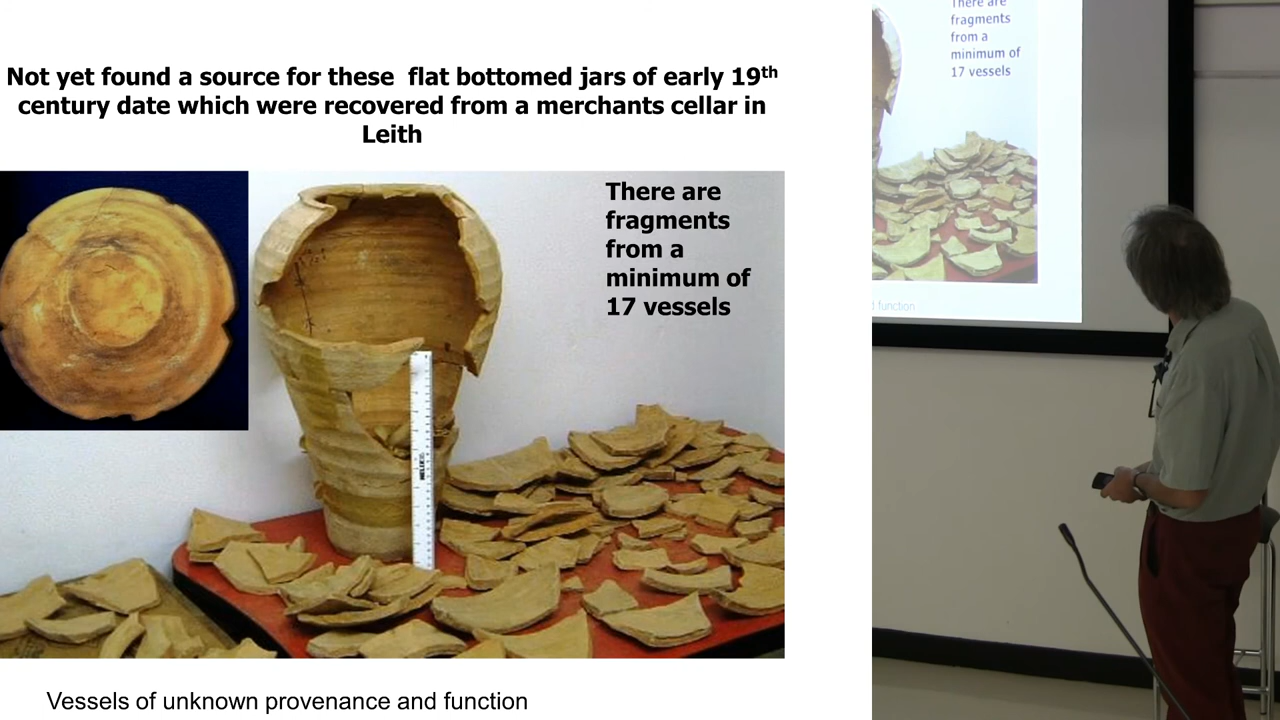 Not yet found a source for these  flat bottomed jars of early 19th
century date which were recovered from a merchants cellar in
Leith
There are
fragments
from a
minimum of
17 vessels
Vessels of unknown provenance and function
There are
fragments
from a
minimum of
17 vessels
function